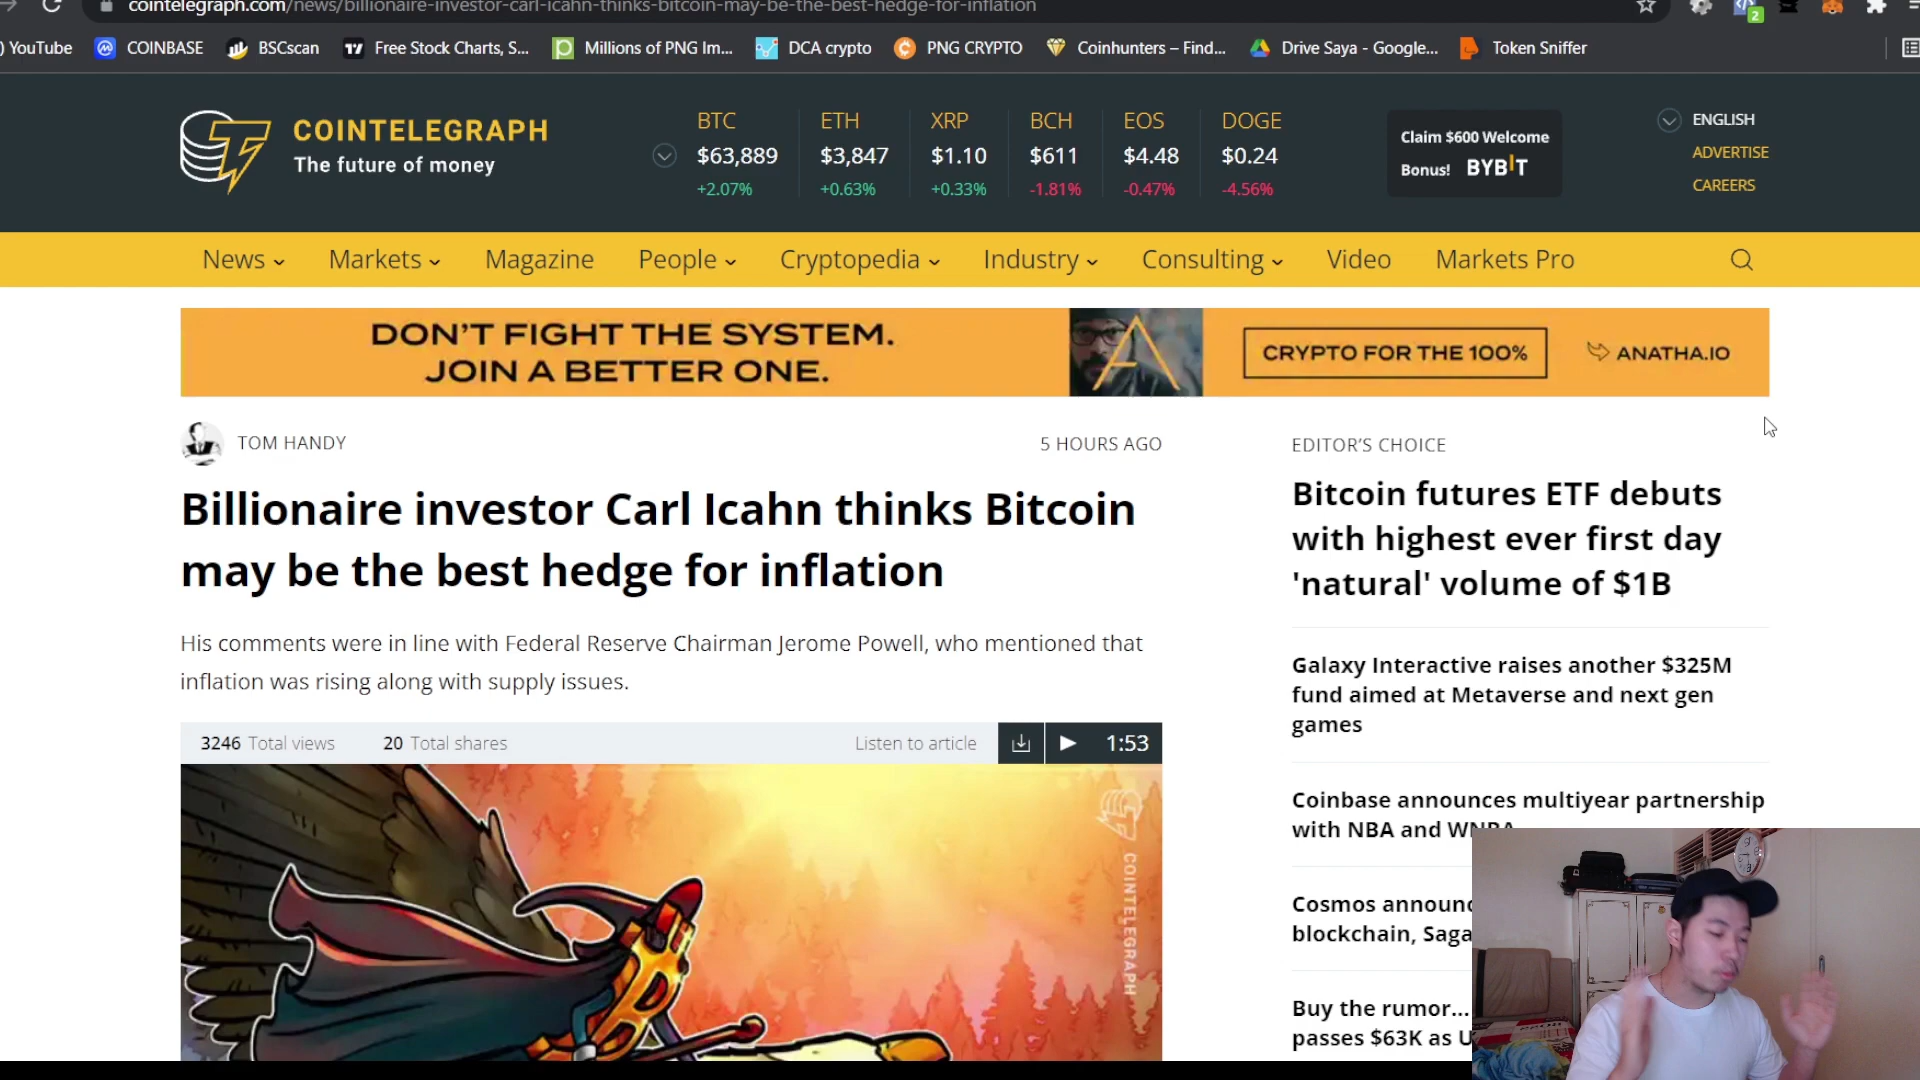 cointelegraph.com/news/billionaire-investor-carl-icahn-thinks-bitcoin-may-be-the-best-hedge-for-inflation
2
) YouTube COINBASE BSCscan Free Stock Charts, S... Millions of PNG Im... DCA crypto PNG CRYPTO Coinhunters – Find... Drive Saya - Google... Token Sniffer
COINTELEGRAPH
The future of money
BTC ETH XRP BCH EOS DOGE
$63,889 $3,847 $1.10 $611 $4.48 $0.24
+2.07% +0.63% +0.33% -1.81% -0.47% -4.56%
Claim $600 Welcome
Bonus! BYBIT
ENGLISH
ADVERTISE
CAREERS
News Markets Magazine People Cryptopedia Industry Consulting Video Markets Pro
DON'T FIGHT THE SYSTEM.
JOIN A BETTER ONE.
CRYPTO FOR THE 100%
ANATHA.IO
TOM HANDY
5 HOURS AGO
Billionaire investor Carl Icahn thinks Bitcoin
may be the best hedge for inflation
His comments were in line with Federal Reserve Chairman Jerome Powell, who mentioned that
inflation was rising along with supply issues.
3246 Total views 20 Total shares Listen to article 1:53
COINTELEGRAPH
EDITOR'S CHOICE
Bitcoin futures ETF debuts
with highest ever first day
'natural' volume of $1B
Galaxy Interactive raises another $325M
fund aimed at Metaverse and next gen
games
Coinbase announces multiyear partnership
with NBA and WNBA
Cosmos announc
blockchain, Saga
Buy the rumor...
passes $63K as U